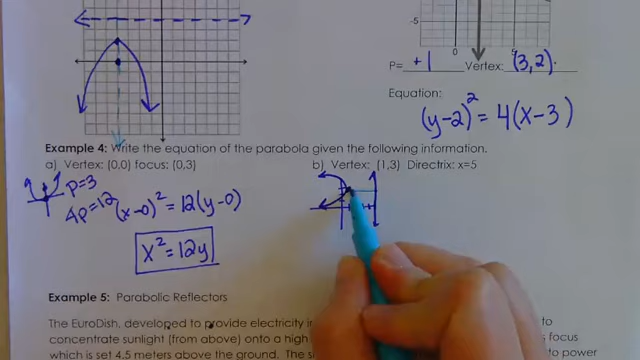 -5
0
5
P= +1 Vertex: (3,2).
Equation:
(y-2)² = 4(x-3)
Example 4: Write the equation of the parabola given the following information.
a) Vertex: (0,0) focus: (0,3)
b) Vertex: (1,3) Directrix: x=5
p=3
4p=12
(x-0)² = 12(y-0)
x² = 12y
Example 5: Parabolic Reflectors
The EuroDish, developed to provide electricity in
to
concentrate sunlight (from above) onto a high
s focus
which is set 4.5 meters above the ground. The
to power